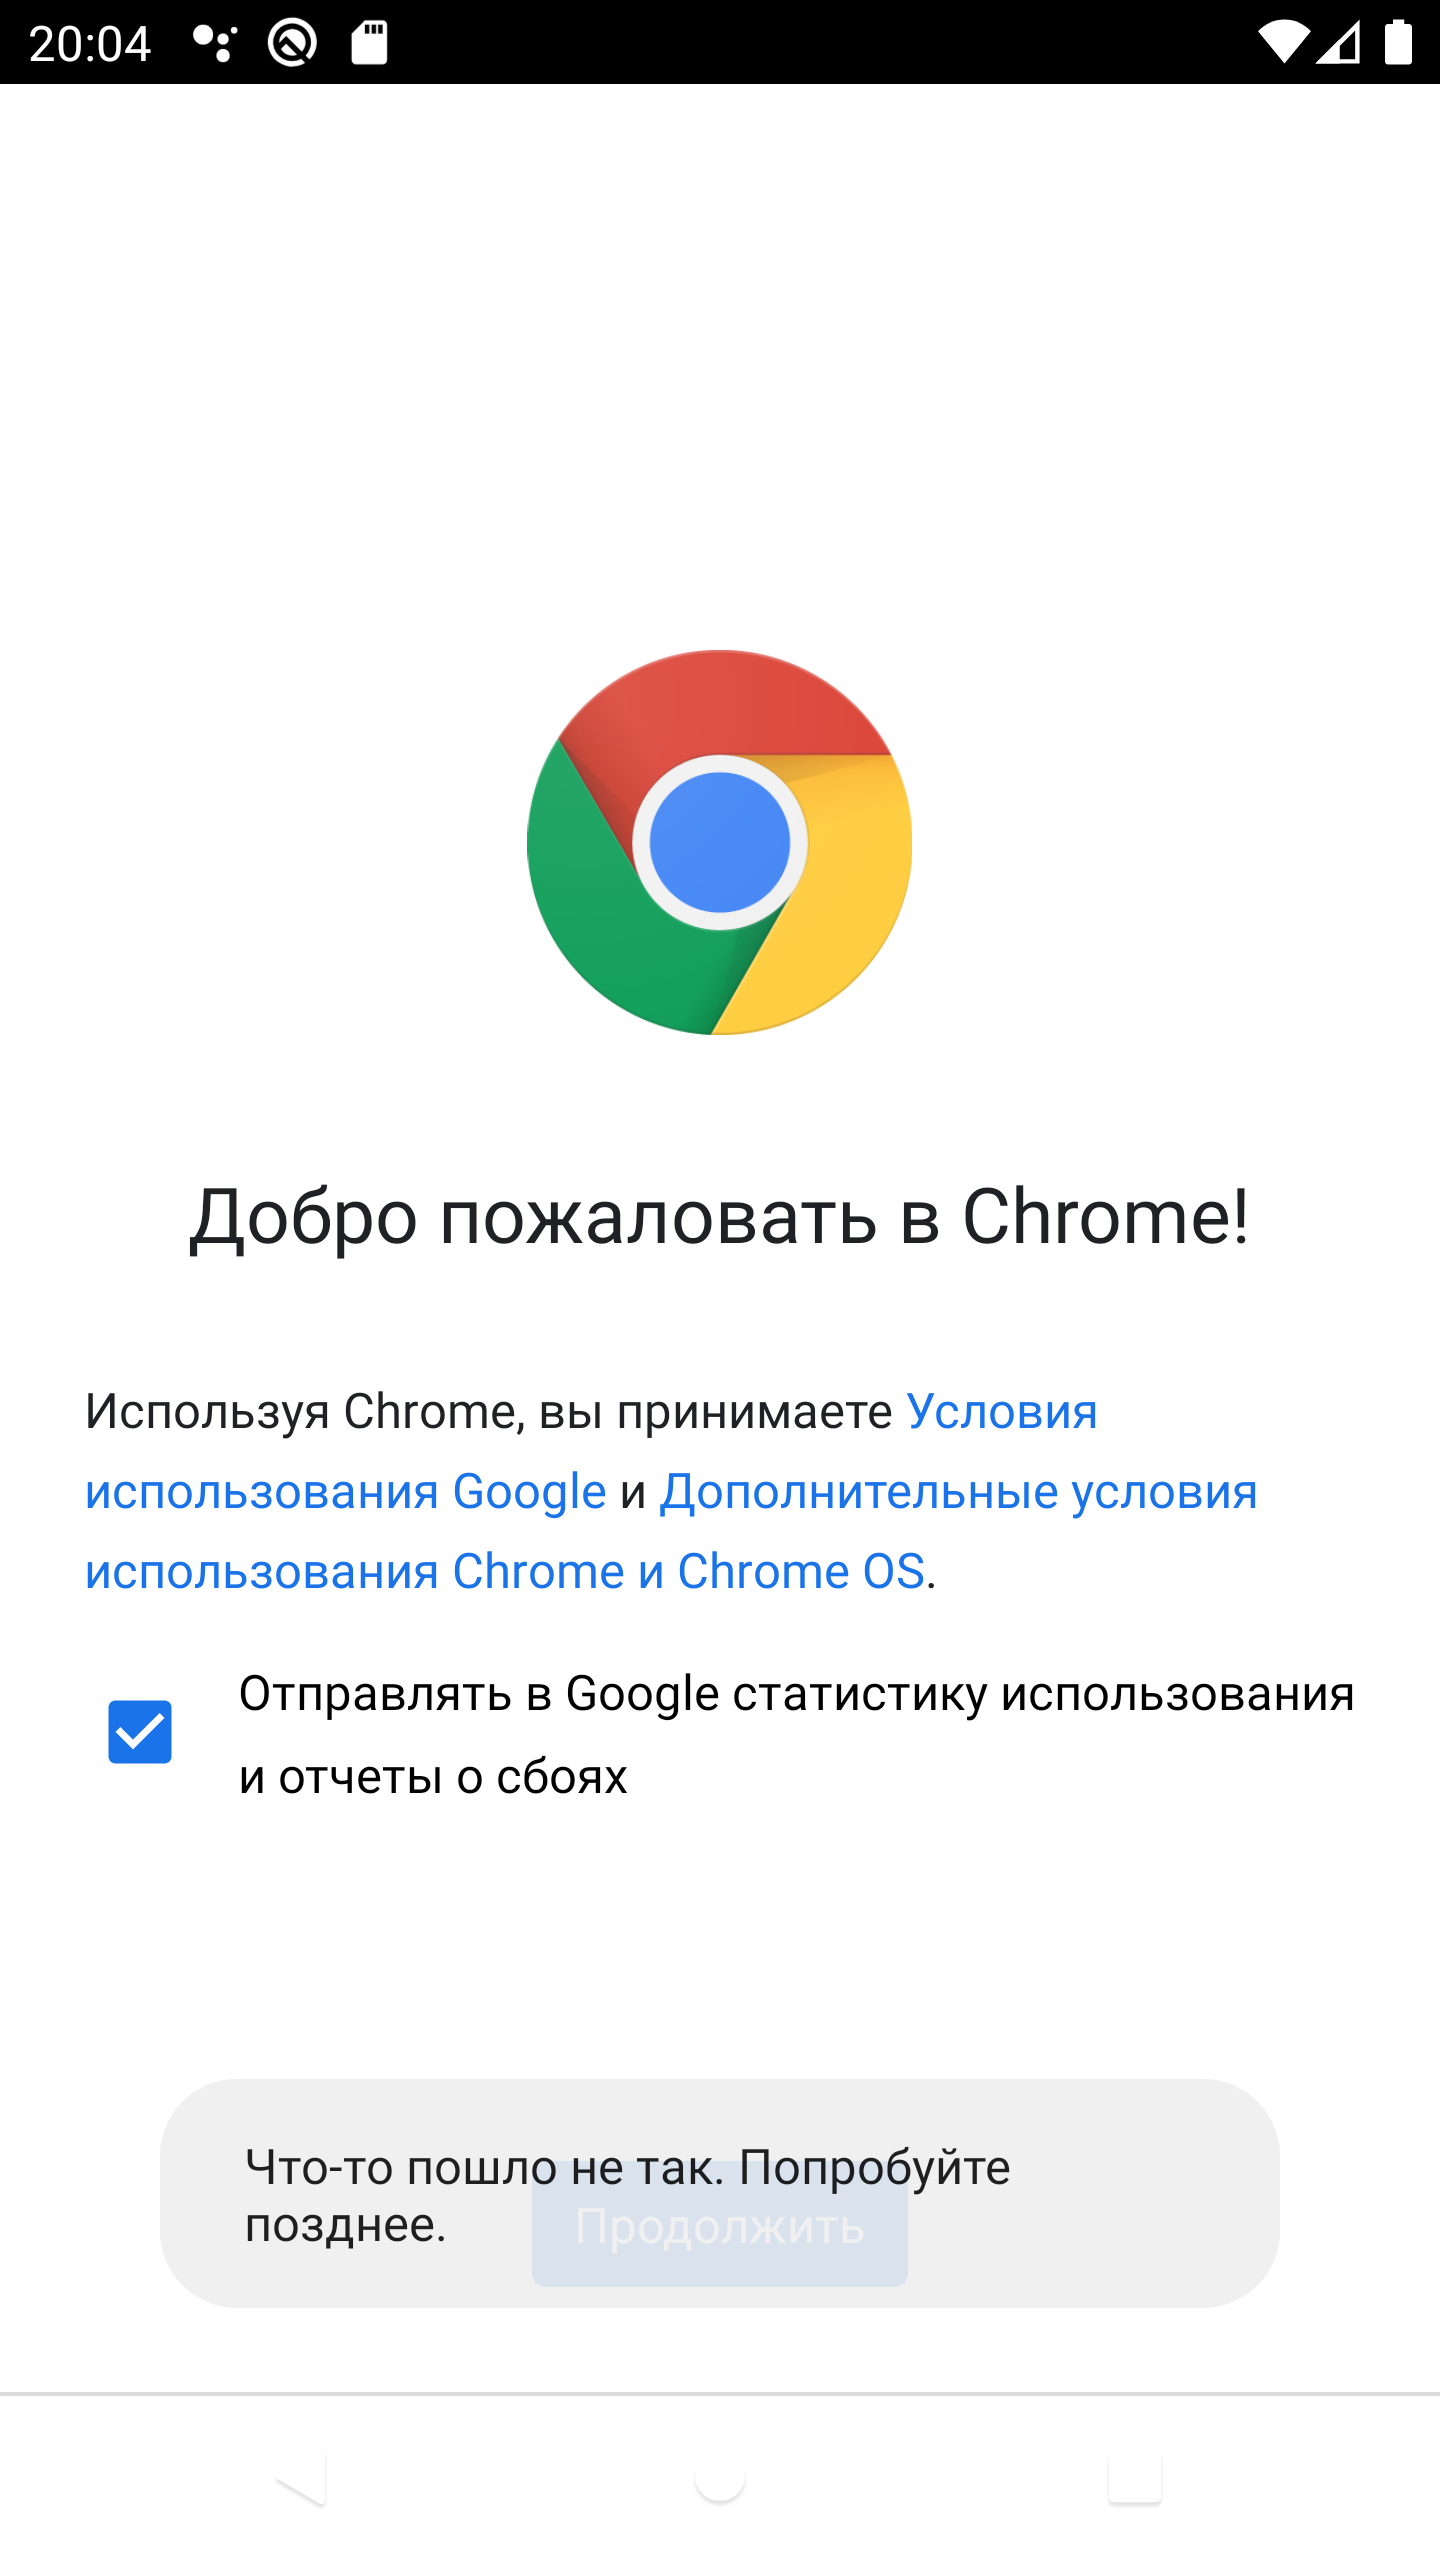 20:04
Добро пожаловать в Chrome!
Используя Chrome, вы принимаете Условия
использования Google и Дополнительные условия
использования Chrome и Chrome OS.
Отправлять в Google статистику использования
и отчеты о сбоях
Что-то пошло не так. Попробуйте
позднее.
Продолжить